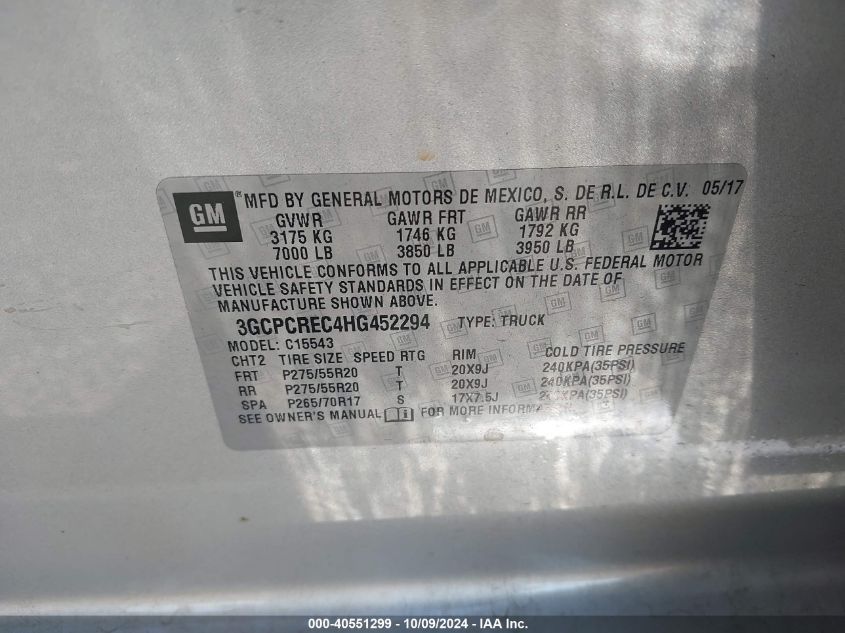 GM ® MFD BY GENERAL MOTORS DE MEXICO, S. DE R.L. DE C.V. 05/17
GVWR GAWR FRT GAWR RR
3175 KG 1746 KG 1792 KG
7000 LB 3850 LB 3950 LB
THIS VEHICLE CONFORMS TO ALL APPLICABLE U.S. FEDERAL MOTOR
VEHICLE SAFETY STANDARDS IN EFFECT ON THE DATE OF
MANUFACTURE SHOWN ABOVE.
3GCPCREC4HG452294 TYPE: TRUCK
MODEL: C15543
CHT2 TIRE SIZE SPEED RTG RIM COLD TIRE PRESSURE
FRT P275/55R20 T 20X9J 240KPA(35PSI)
RR P275/55R20 T 20X9J 240KPA(35PSI)
SPA P265/70R17 S 17X7.5J (35PSI)
SEE OWNER'S MANUAL FOR MORE
000-40551299 - 10/09/2024 - IAA Inc.